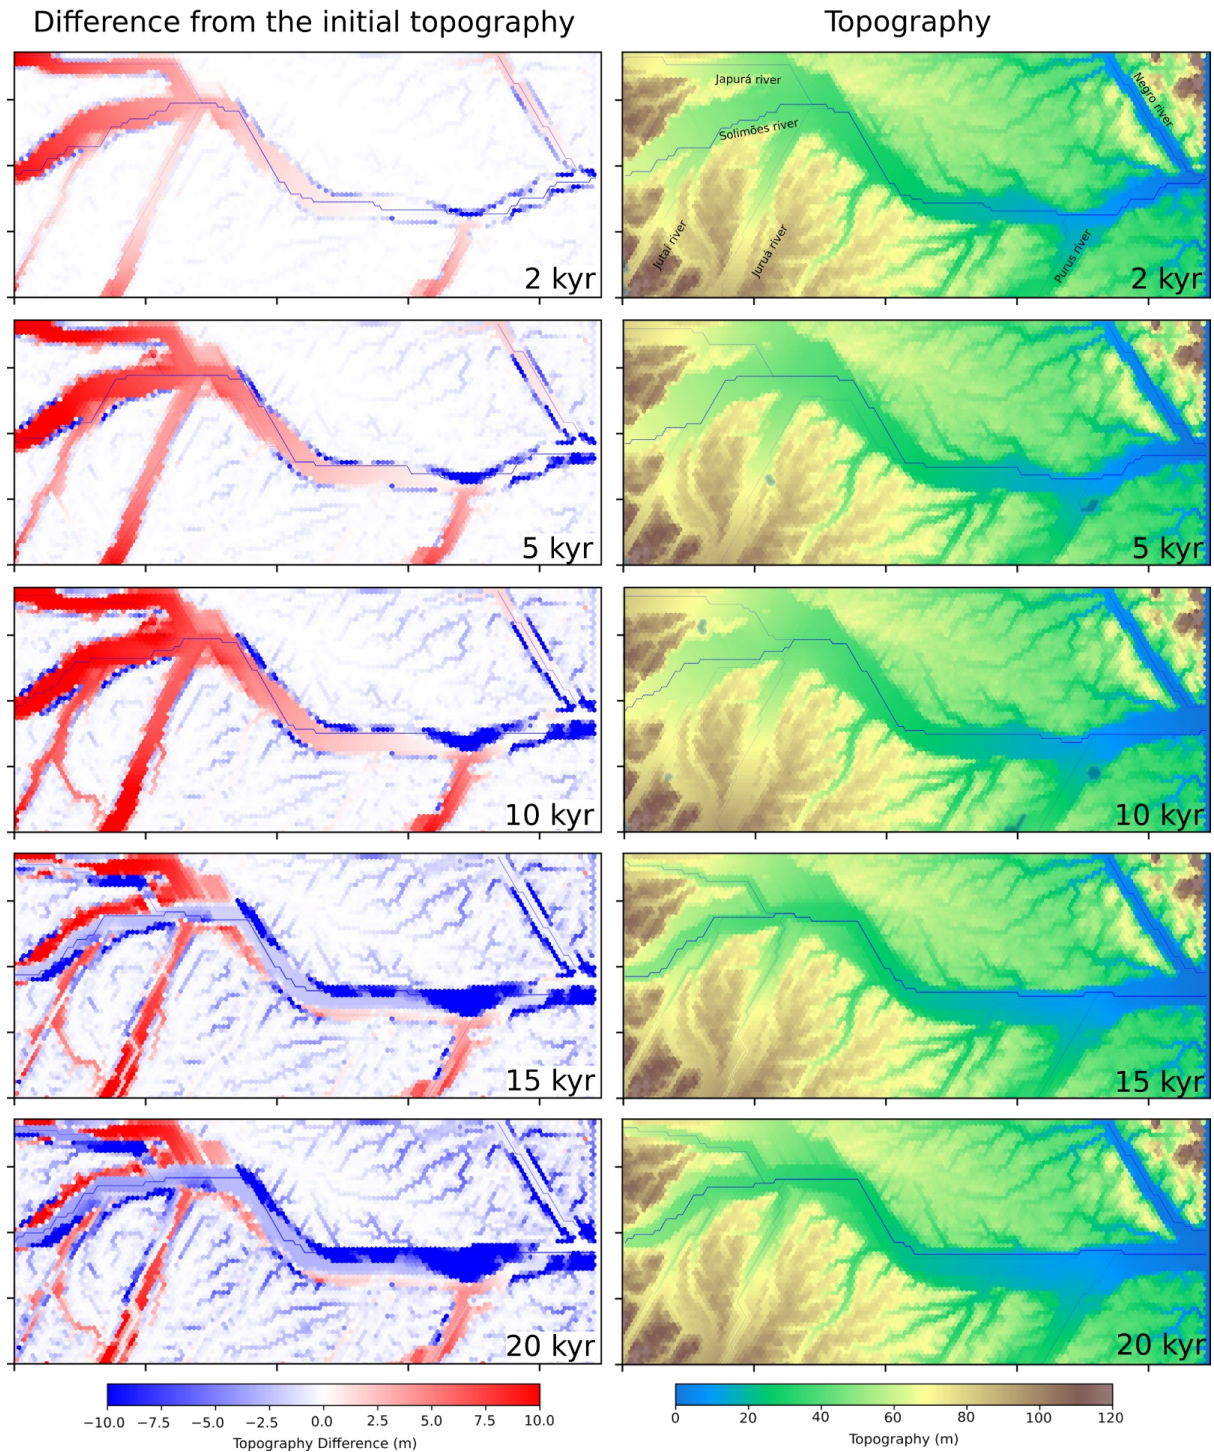 Difference from the initial topography
Topography
Japurá river
Negro river
Solimões river
Jutaí river
Juruá river
Purus river
2 kyr
2 kyr
5 kyr
5 kyr
10 kyr
10 kyr
15 kyr
15 kyr
20 kyr
20 kyr
−10.0 −7.5 −5.0 −2.5 0.0 2.5 5.0 7.5 10.0
Topography Difference (m)
0 20 40 60 80 100 120
Topography (m)